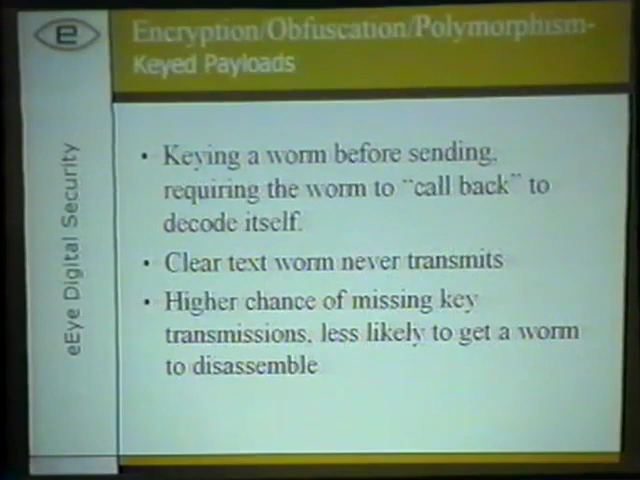 e
Encryption/Obfuscation/Polymorphism-
Keyed Payloads
eEye Digital Security
• Keying a worm before sending,
requiring the worm to "call back" to
decode itself.
• Clear text worm never transmits
• Higher chance of missing key
transmissions, less likely to get a worm
to disassemble